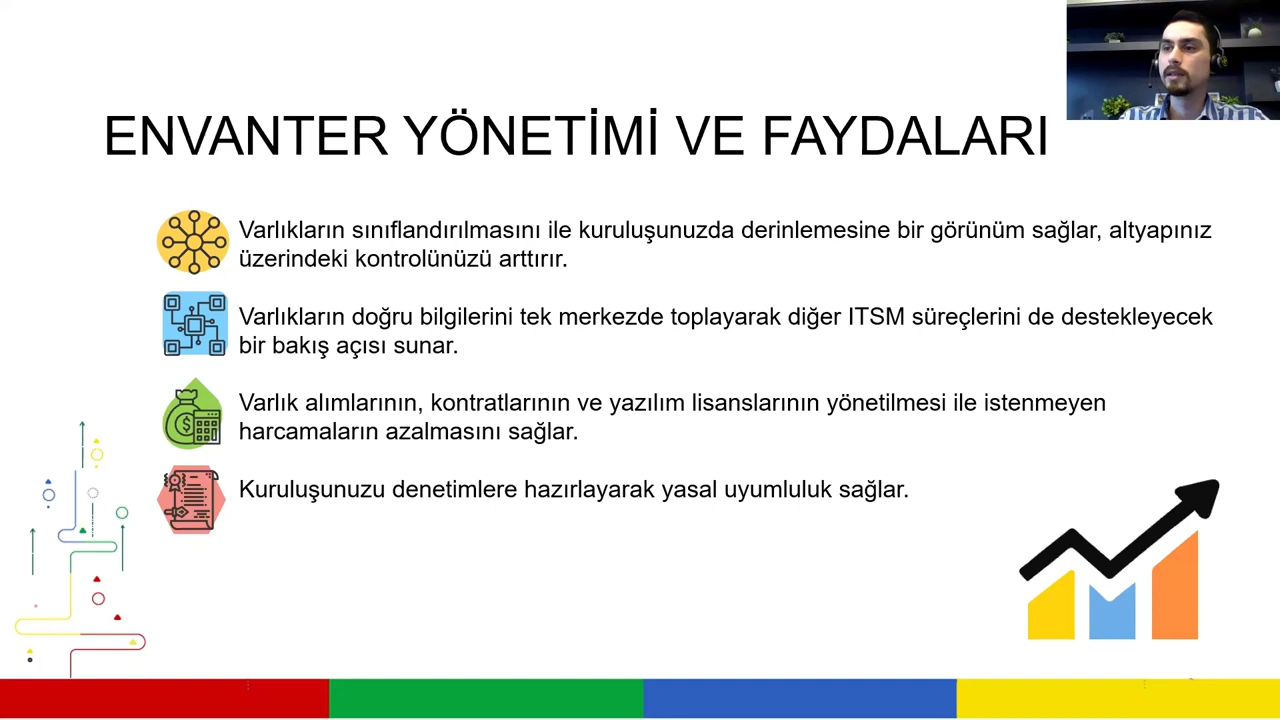 ENVANTER YÖNETİMİ VE FAYDALARI
Varlıkların sınıflandırılmasını ile kuruluşunuzda derinlemesine bir görünüm sağlar, altyapınız
üzerindeki kontrolünüzü arttırır.
Varlıkların doğru bilgilerini tek merkezde toplayarak diğer ITSM süreçlerini de destekleyecek
bir bakış açısı sunar.
Varlık alımlarının, kontratlarının ve yazılım lisanslarının yönetilmesi ile istenmeyen
harcamaların azalmasını sağlar.
Kuruluşunuzu denetimlere hazırlayarak yasal uyumluluk sağlar.